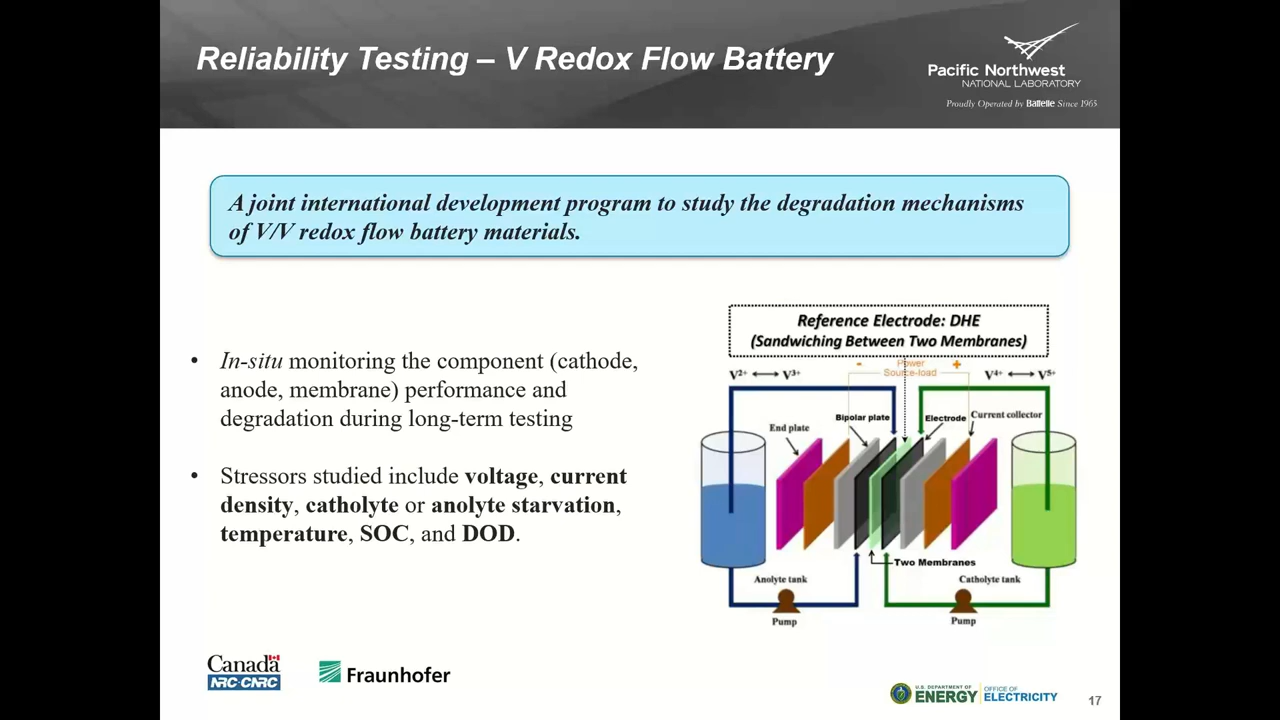 Reliability Testing – V Redox Flow Battery
Pacific Northwest
NATIONAL LABORATORY
Proudly Operated by Battelle Since 1965
A joint international development program to study the degradation mechanisms
of V/V redox flow battery materials.
• In-situ monitoring the component (cathode,
anode, membrane) performance and
degradation during long-term testing
• Stressors studied include voltage, current
density, catholyte or anolyte starvation,
temperature, SOC, and DOD.
Reference Electrode: DHE
(Sandwiching Between Two Membranes)
- Power +
Source-load
V2+ ⟷ V3+
V4+ ⟷ V5+
End plate
Bipolar plate
Electrode
Current collector
Two Membranes
Anolyte tank
Catholyte tank
Pump
Pump
Canada
NRC·CNRC
Fraunhofer
U.S. DEPARTMENT OF
ENERGY
OFFICE OF
ELECTRICITY
17